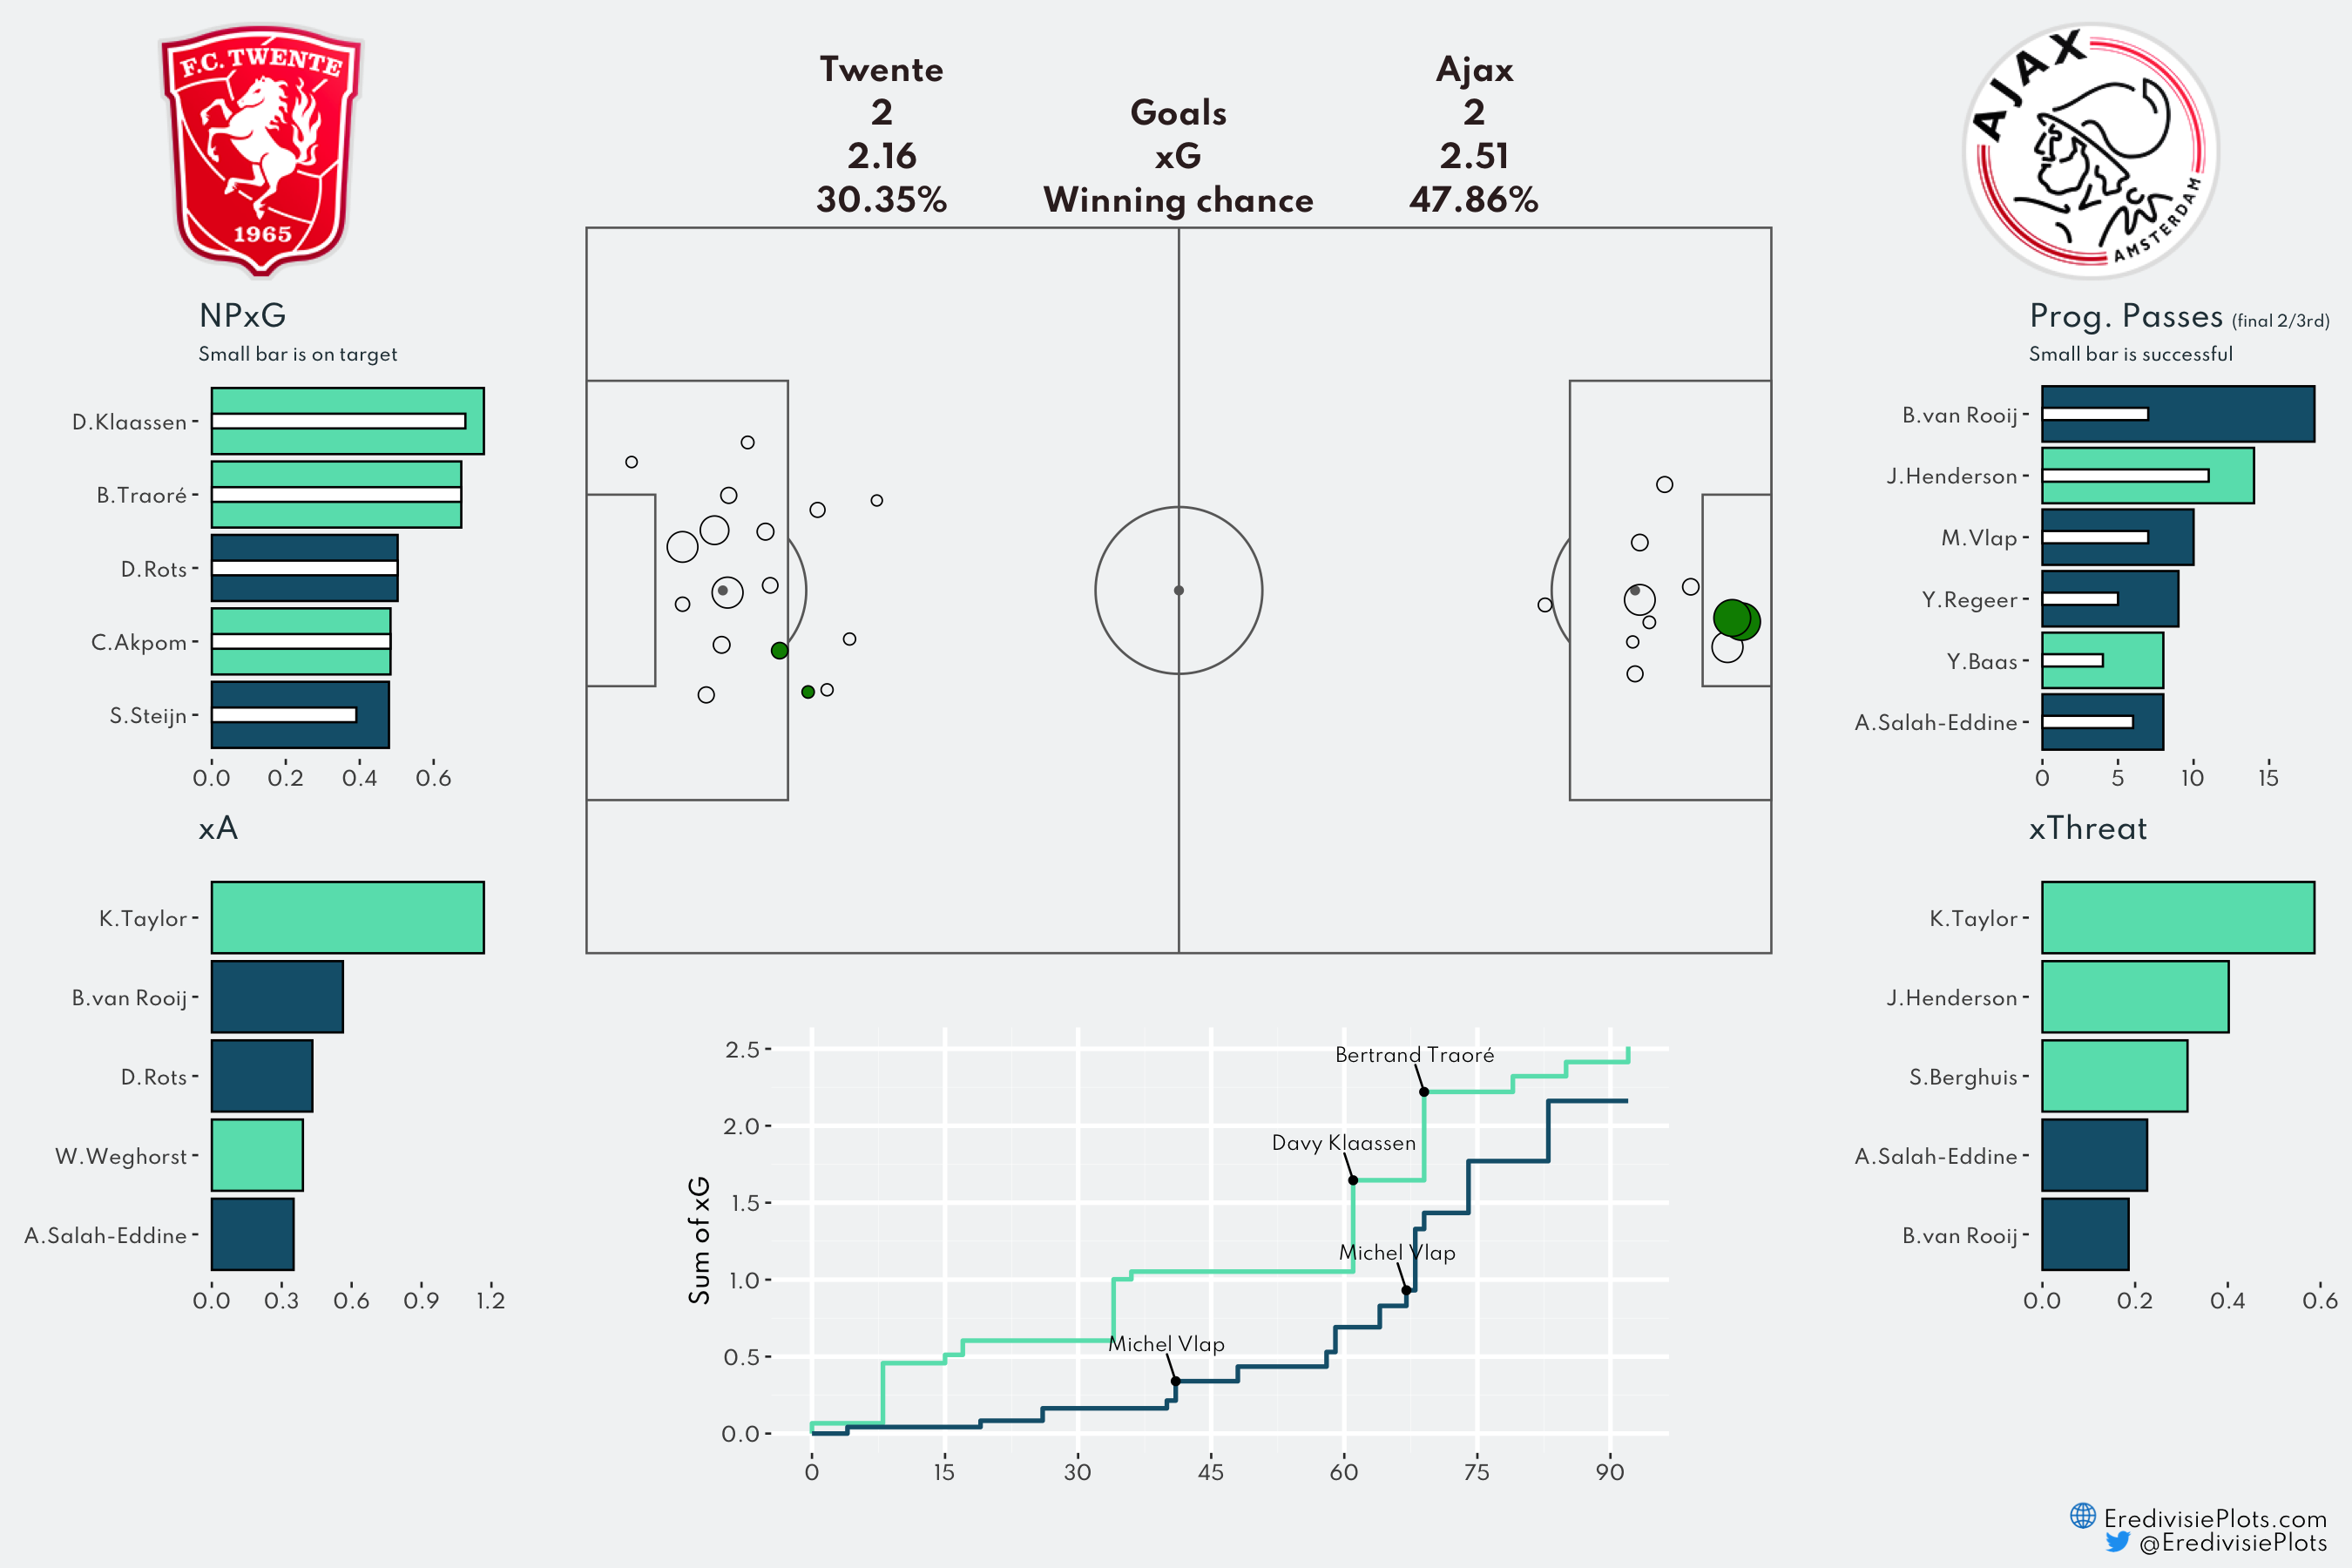 F.C. TWENTE
1965
Twente
2
2.16
30.35%
Goals
xG
Winning chance
Ajax
2
2.51
47.86%
AJAX
AMSTERDAM
NPxG
Small bar is on target
D.Klaassen
B.Traoré
D.Rots
C.Akpom
S.Steijn
0.0 0.2 0.4 0.6
xA
K.Taylor
B.van Rooij
D.Rots
W.Weghorst
A.Salah-Eddine
0.0 0.3 0.6 0.9 1.2
Sum of xG
2.5
2.0
1.5
1.0
0.5
0.0
Bertrand Traoré
Davy Klaassen
Michel Vlap
Michel Vlap
0 15 30 45 60 75 90
Prog. Passes (final 2/3rd)
Small bar is successful
B.van Rooij
J.Henderson
M.Vlap
Y.Regeer
Y.Baas
A.Salah-Eddine
0 5 10 15
xThreat
K.Taylor
J.Henderson
S.Berghuis
A.Salah-Eddine
B.van Rooij
0.0 0.2 0.4 0.6
EredivisiePlots.com
@EredivisiePlots